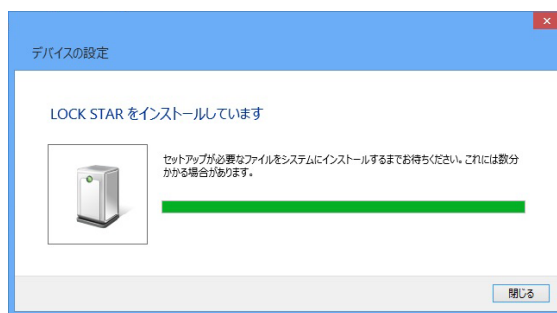 デバイスの設定
LOCK STAR をインストールしています
セットアップが必要なファイルをシステムにインストールするまでお待ちください。これには数分
かかる場合があります。
閉じる